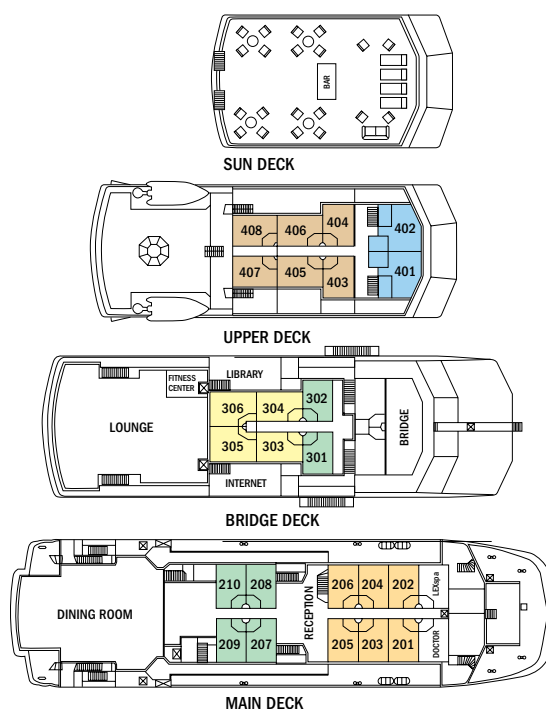 BAR
SUN DECK
408 406 404 402
407 405 403 401
UPPER DECK
FITNESS
CENTER
LIBRARY
306 304 302
LOUNGE
BRIDGE
305 303 301
INTERNET
BRIDGE DECK
210 208 206 204 202 LEXspa
DINING ROOM
RECEPTION
209 207 205 203 201 DOCTOR
MAIN DECK